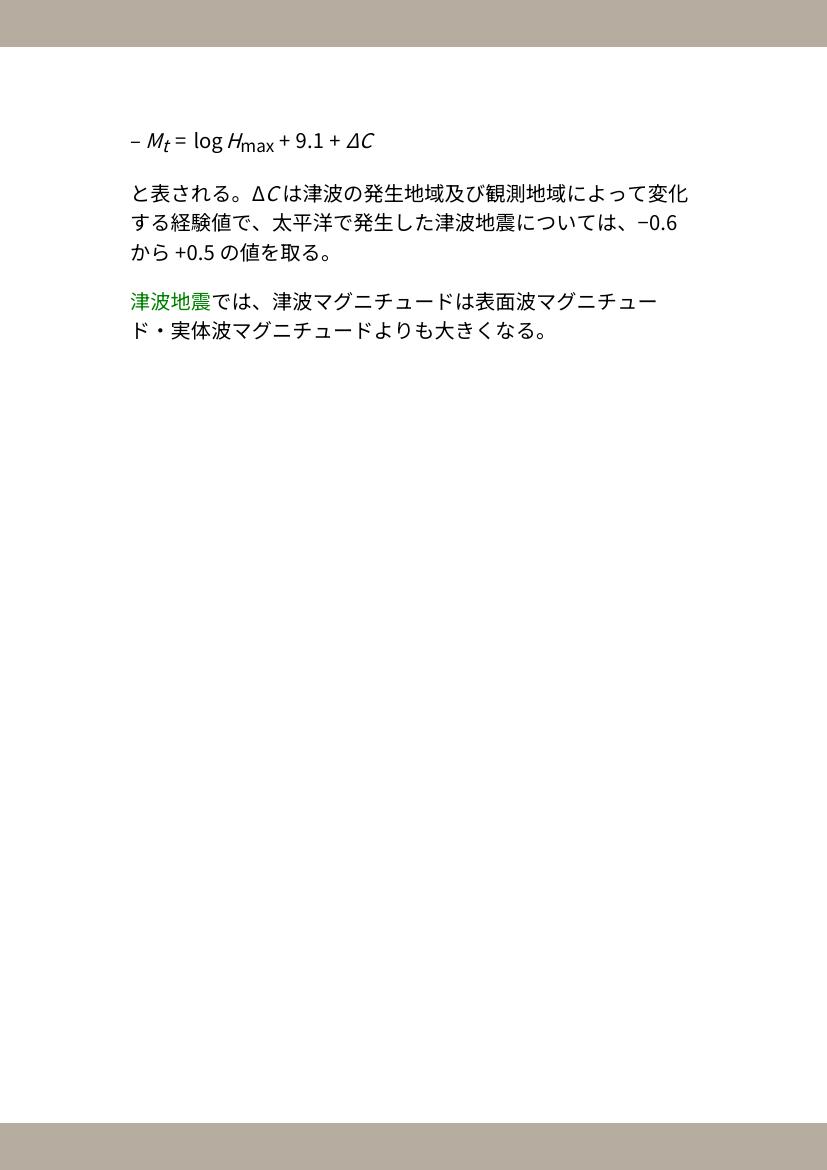 – Mt = log Hmax + 9.1 + ΔC
と表される。ΔCは津波の発生地域及び観測地域によって変化
する経験値で、太平洋で発生した津波地震については、−0.6
から +0.5 の値を取る。
津波地震では、津波マグニチュードは表面波マグニチュー
ド・実体波マグニチュードよりも大きくなる。